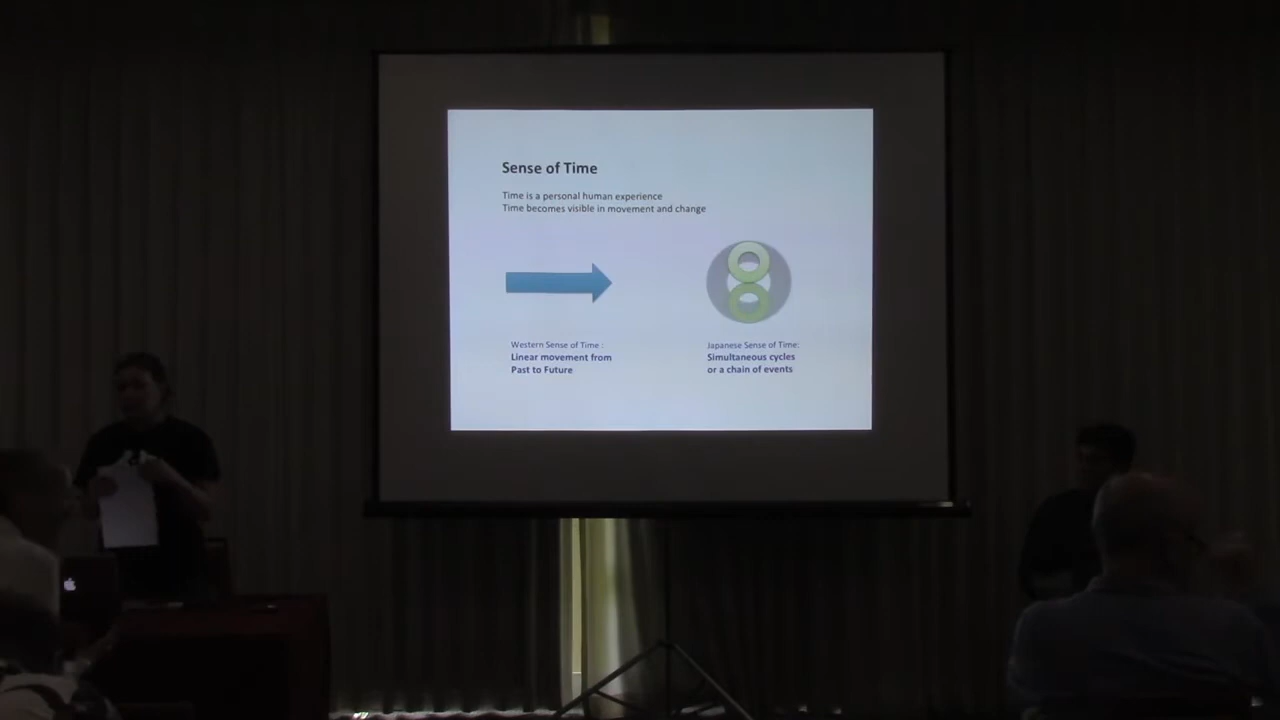 Sense of Time
Time is a personal human experience
Time becomes visible in movement and change
Western Sense of Time :
Linear movement from
Past to Future
Japanese Sense of Time:
Simultaneous cycles
or a chain of events